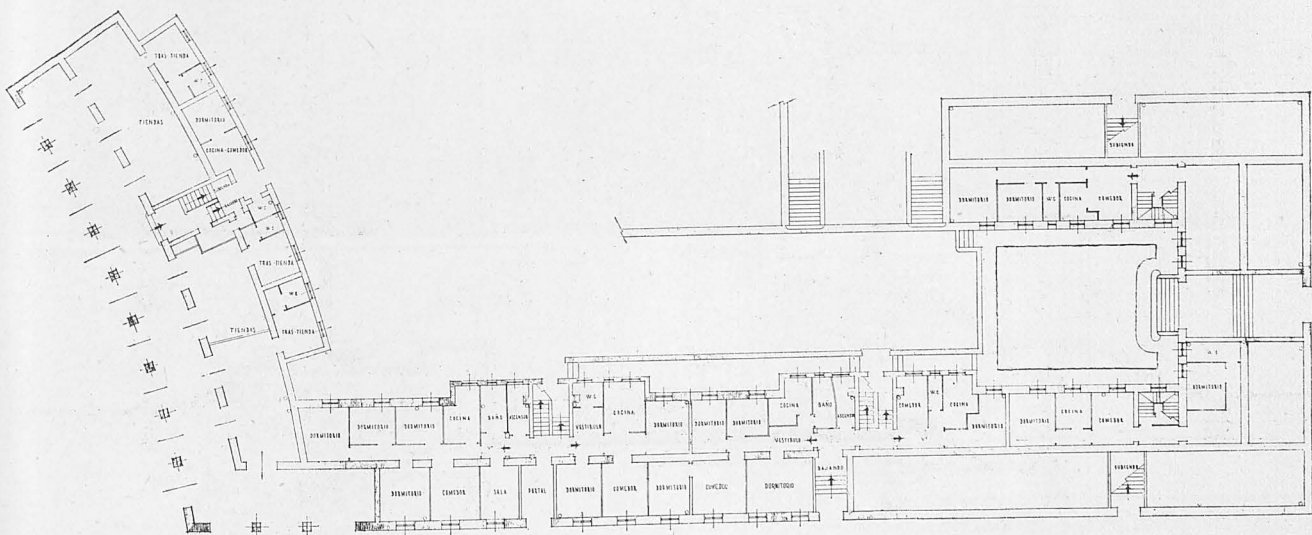 TRAS-TIENDA
W.C.
TIENDAS
DORMITORIO
COCINA-COMEDOR
W.C.
TRAS-TIENDA
W.C.
TIENDAS
TRAS-TIENDA
SUBIENDO
DORMITORIO
DORMITORIO
W.C.
COCINA
COMEDOR
W.C.
DORMITORIO
DORMITORIO
DORMITORIO
DORMITORIO
COCINA
BAÑO
ASCENSOR
W.C.
VESTIBULO
COCINA
DORMITORIO
DORMITORIO
DORMITORIO
COCINA
VESTIBULO
BAÑO
ASCENSOR
COMEDOR
W.C.
COCINA
DORMITORIO
DORMITORIO
COCINA
COMEDOR
DORMITORIO
COMEDOR
SALA
PORTAL
DORMITORIO
COMEDOR
DORMITORIO
COMEDOR
DORMITORIO
BAJANDO
SUBIENDO